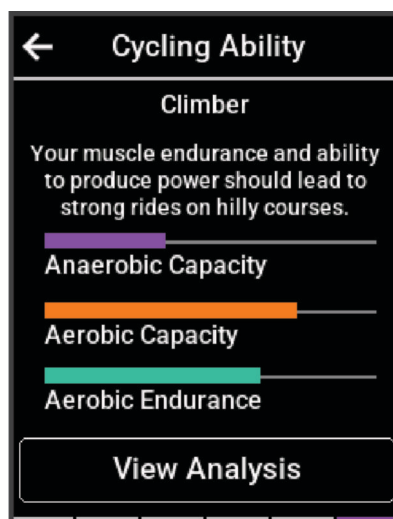 Cycling Ability
Climber
Your muscle endurance and ability
to produce power should lead to
strong rides on hilly courses.
Anaerobic Capacity
Aerobic Capacity
Aerobic Endurance
View Analysis